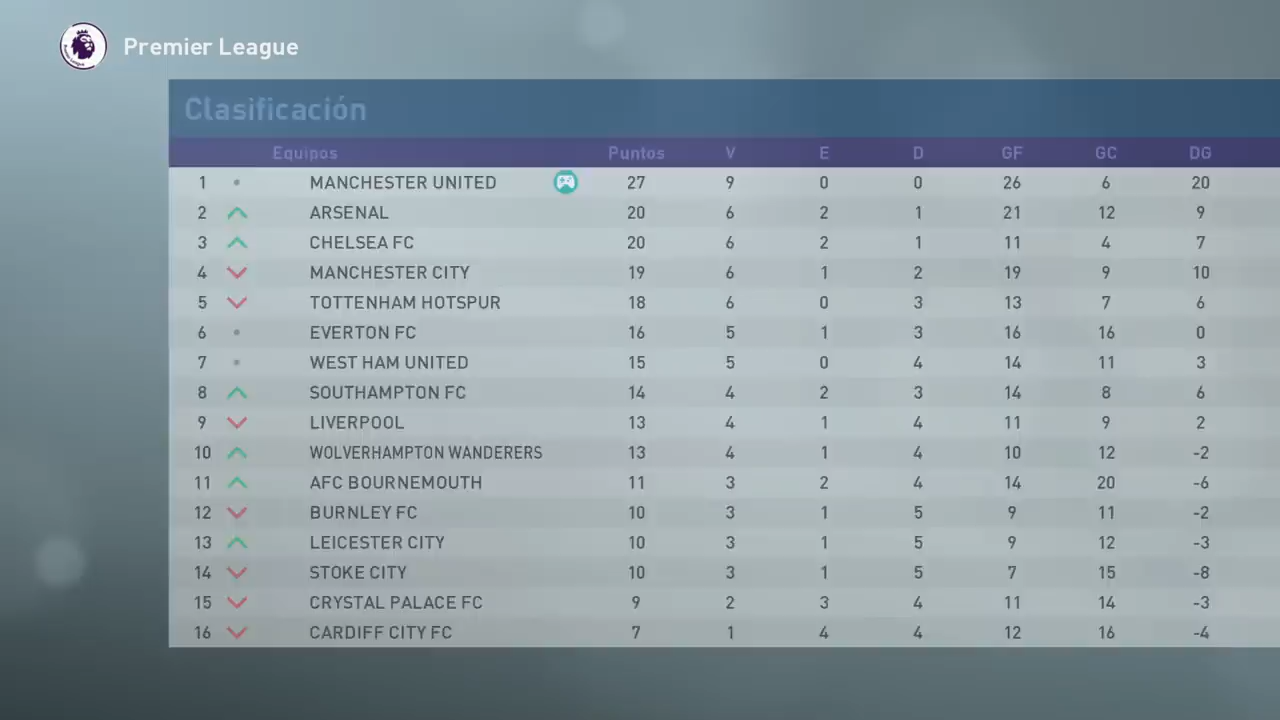 Premier League
Clasificación
Equipos Puntos V E D GF GC DG
1 MANCHESTER UNITED 27 9 0 0 26 6 20
2 ARSENAL 20 6 2 1 21 12 9
3 CHELSEA FC 20 6 2 1 11 4 7
4 MANCHESTER CITY 19 6 1 2 19 9 10
5 TOTTENHAM HOTSPUR 18 6 0 3 13 7 6
6 EVERTON FC 16 5 1 3 16 16 0
7 WEST HAM UNITED 15 5 0 4 14 11 3
8 SOUTHAMPTON FC 14 4 2 3 14 8 6
9 LIVERPOOL 13 4 1 4 11 9 2
10 WOLVERHAMPTON WANDERERS 13 4 1 4 10 12 -2
11 AFC BOURNEMOUTH 11 3 2 4 14 20 -6
12 BURNLEY FC 10 3 1 5 9 11 -2
13 LEICESTER CITY 10 3 1 5 9 12 -3
14 STOKE CITY 10 3 1 5 7 15 -8
15 CRYSTAL PALACE FC 9 2 3 4 11 14 -3
16 CARDIFF CITY FC 7 1 4 4 12 16 -4